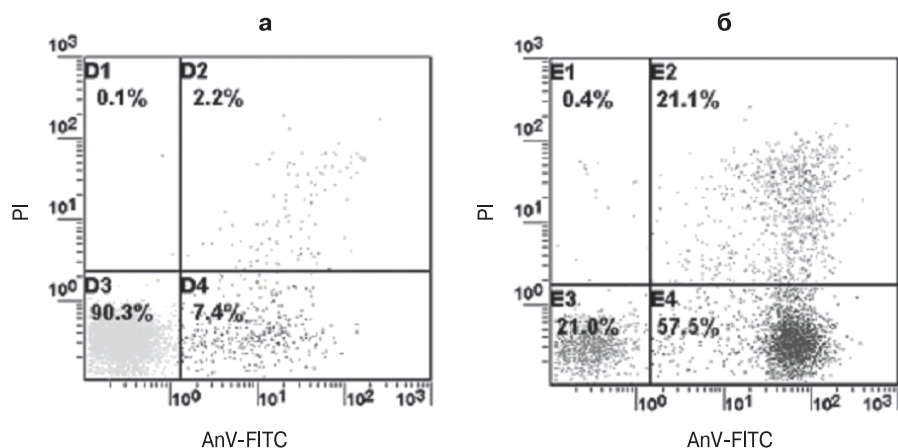 а
10³
D1
D2
0.1%
2.2%
10²
PI
10¹
10⁰
D3
D4
90.3%
7.4%
10⁰
10¹
10²
10³
AnV-FITC
б
10³
E1
E2
0.4%
21.1%
10²
PI
10¹
10⁰
E3
E4
21.0%
57.5%
10⁰
10¹
10²
10³
AnV-FITC